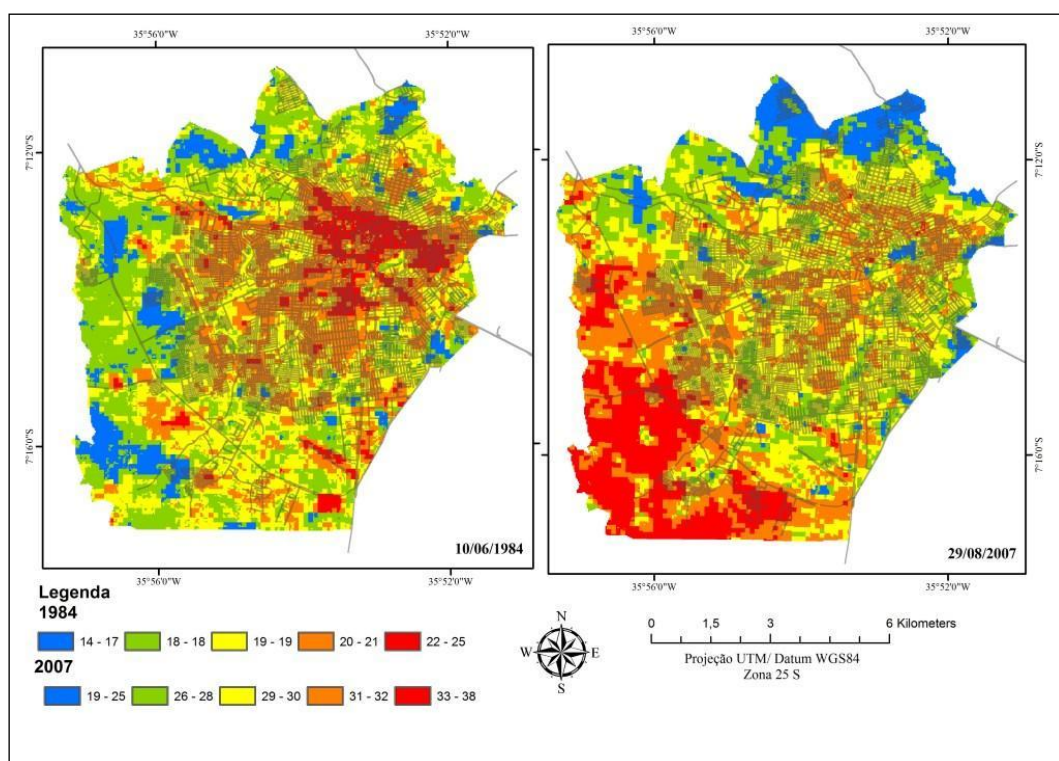 35°56'0"W
35°52'0"W
35°56'0"W
35°52'0"W
7°12'0"S
7°16'0"S
7°12'0"S
7°16'0"S
10/06/1984
29/08/2007
35°56'0"W
35°52'0"W
35°56'0"W
35°52'0"W
Legenda
1984
14 - 17 18 - 18 19 - 19 20 - 21 22 - 25
2007
19 - 25 26 - 28 29 - 30 31 - 32 33 - 38
N
W E
S
0 1,5 3 6 Kilometers
Projeção UTM/ Datum WGS84
Zona 25 S